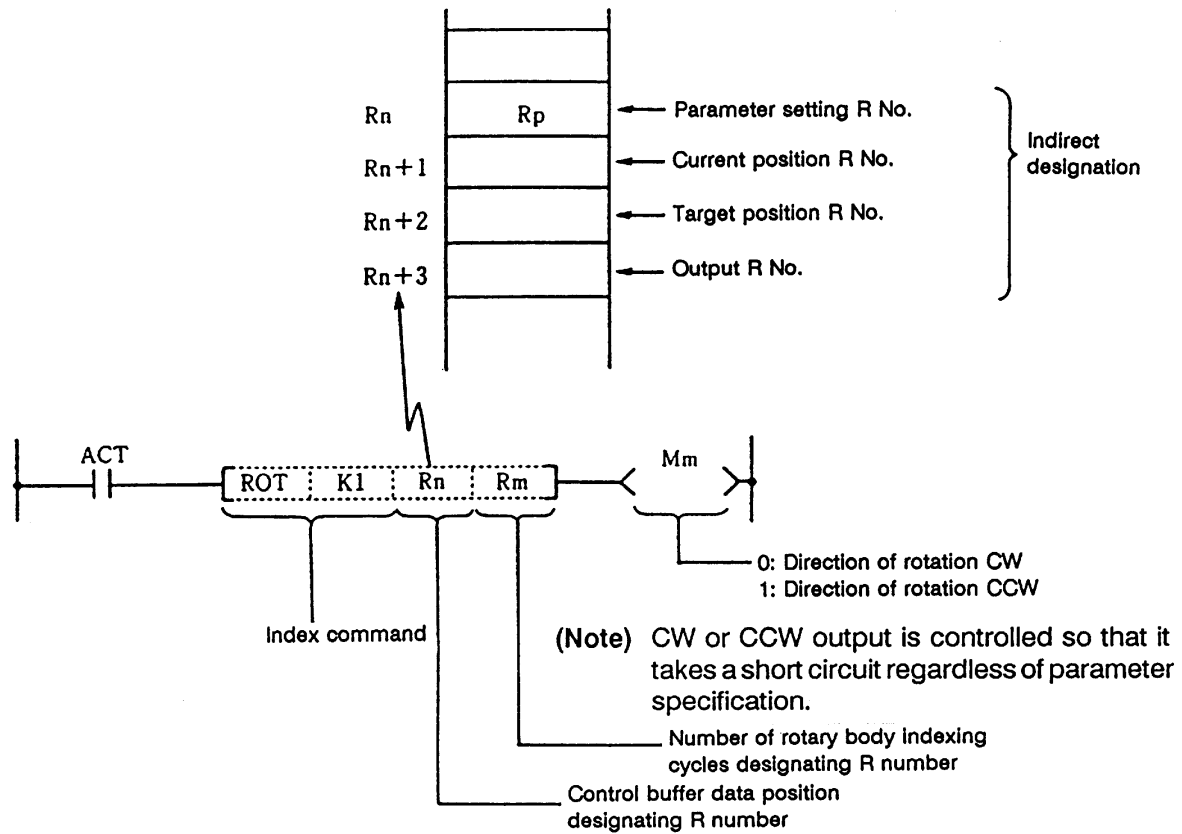 Rn
Rp
Parameter setting R No.
Rn+1
Current position R No.
Rn+2
Target position R No.
Rn+3
Output R No.
Indirect
designation
ACT
ROT K1 Rn Rm
Mm
0: Direction of rotation CW
1: Direction of rotation CCW
Index command
(Note) CW or CCW output is controlled so that it
takes a short circuit regardless of parameter
specification.
Number of rotary body indexing
cycles designating R number
Control buffer data position
designating R number